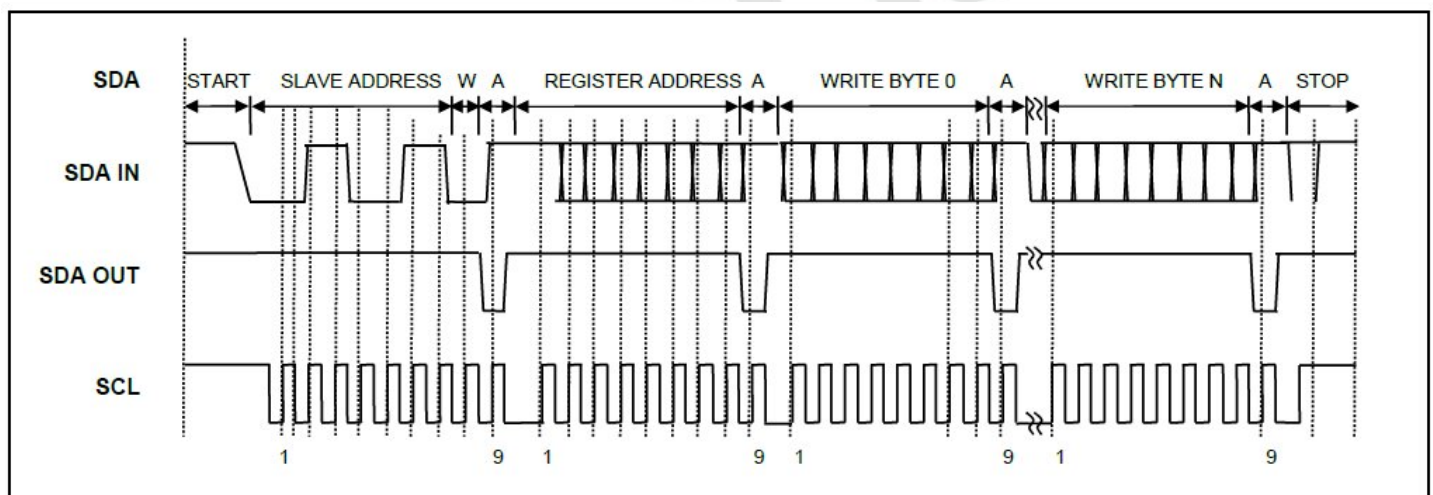 SDA START SLAVE ADDRESS W A REGISTER ADDRESS A WRITE BYTE 0 A WRITE BYTE N A STOP
SDA IN
SDA OUT
SCL
1 9 1 9 1 9 1 9